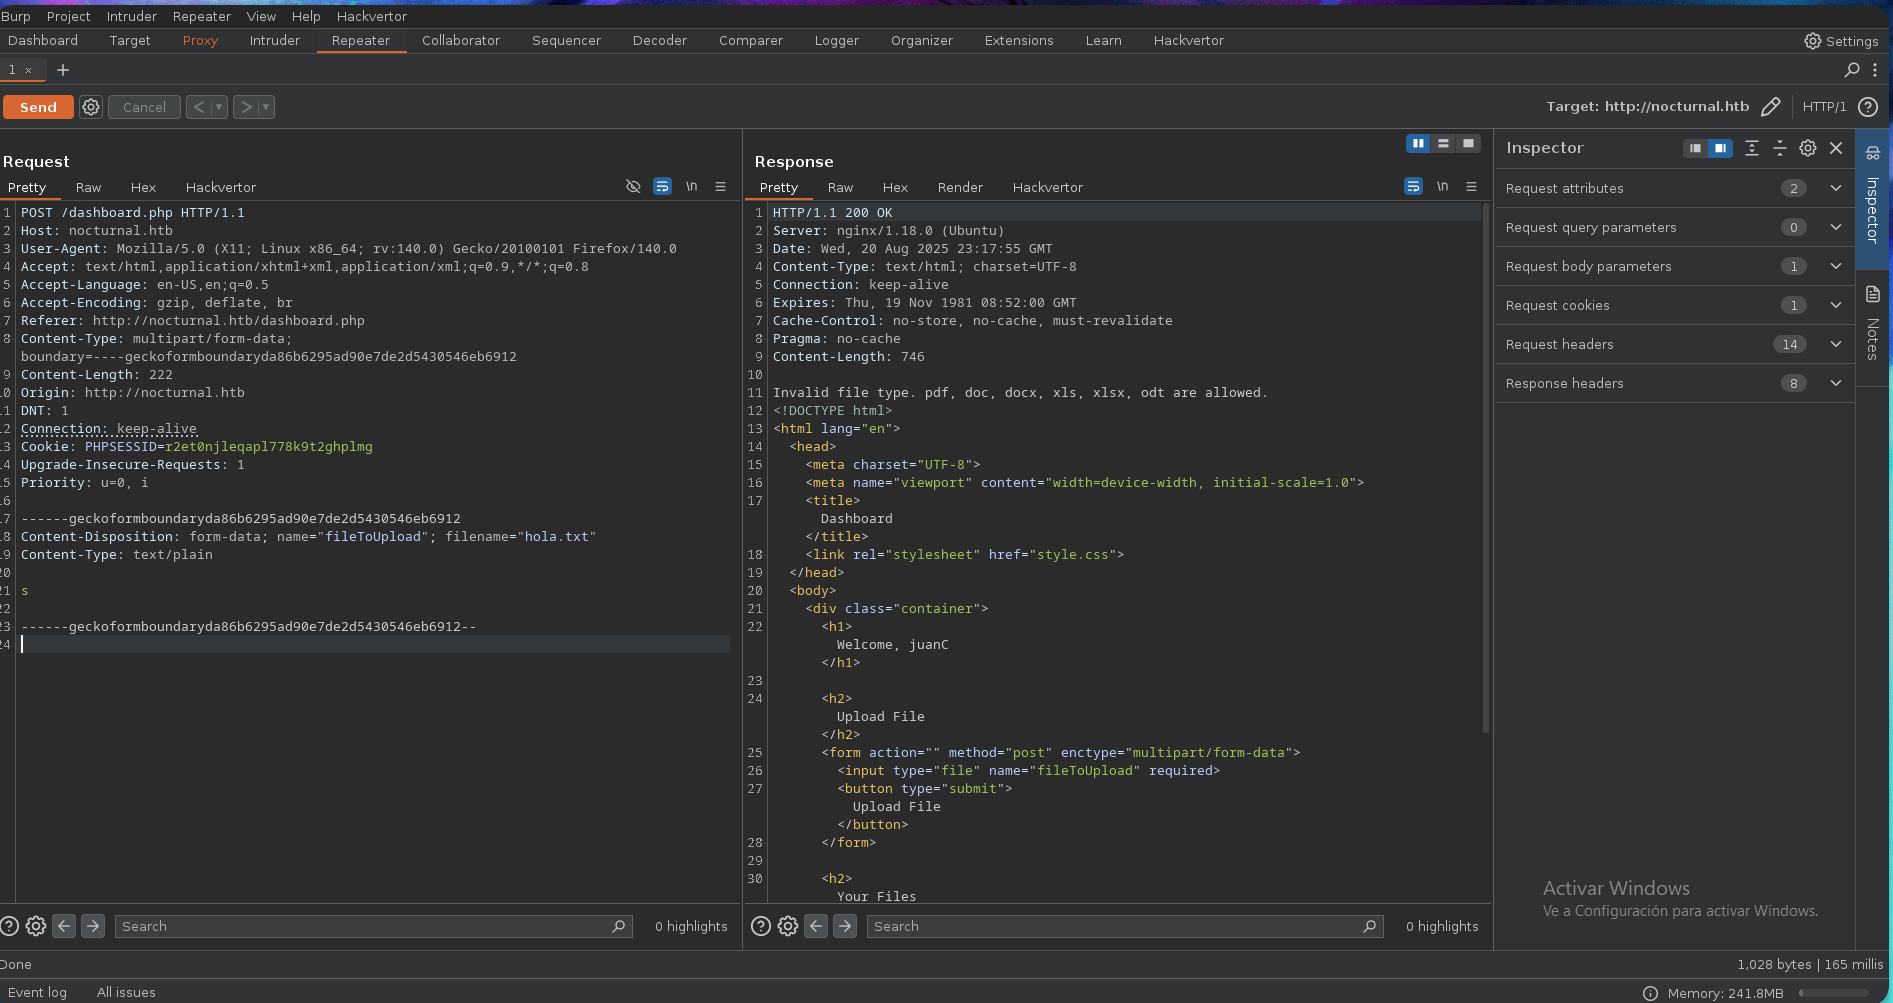 Burp Project Intruder Repeater View Help Hackvertor
Dashboard Target Proxy Intruder Repeater Collaborator Sequencer Decoder Comparer Logger Organizer Extensions Learn Hackvertor Settings
1 × +
Send Cancel < > Target: http://nocturnal.htb HTTP/1
Request
Pretty Raw Hex Hackvertor \n
1 POST /dashboard.php HTTP/1.1
2 Host: nocturnal.htb
3 User-Agent: Mozilla/5.0 (X11; Linux x86_64; rv:140.0) Gecko/20100101 Firefox/140.0
4 Accept: text/html,application/xhtml+xml,application/xml;q=0.9,*/*;q=0.8
5 Accept-Language: en-US,en;q=0.5
6 Accept-Encoding: gzip, deflate, br
7 Referer: http://nocturnal.htb/dashboard.php
8 Content-Type: multipart/form-data;
boundary=----geckoformboundaryda86b6295ad90e7de2d5430546eb6912
9 Content-Length: 222
0 Origin: http://nocturnal.htb
1 DNT: 1
2 Connection: keep-alive
3 Cookie: PHPSESSID=r2et0njleqapl778k9t2ghplmg
4 Upgrade-Insecure-Requests: 1
5 Priority: u=0, i
6
7 ------geckoformboundaryda86b6295ad90e7de2d5430546eb6912
8 Content-Disposition: form-data; name="fileToUpload"; filename="hola.txt"
9 Content-Type: text/plain
0
21 s
22
23 ------geckoformboundaryda86b6295ad90e7de2d5430546eb6912--
24
Search 0 highlights
Response
Pretty Raw Hex Render Hackvertor \n
1 HTTP/1.1 200 OK
2 Server: nginx/1.18.0 (Ubuntu)
3 Date: Wed, 20 Aug 2025 23:17:55 GMT
4 Content-Type: text/html; charset=UTF-8
5 Connection: keep-alive
6 Expires: Thu, 19 Nov 1981 08:52:00 GMT
7 Cache-Control: no-store, no-cache, must-revalidate
8 Pragma: no-cache
9 Content-Length: 746
10
11 Invalid file type. pdf, doc, docx, xls, xlsx, odt are allowed.
12 <!DOCTYPE html>
13 <html lang="en">
14 <head>
15 <meta charset="UTF-8">
16 <meta name="viewport" content="width=device-width, initial-scale=1.0">
17 <title>
Dashboard
</title>
18 <link rel="stylesheet" href="style.css">
19 </head>
20 <body>
21 <div class="container">
22 <h1>
Welcome, juanC
</h1>
23
24 <h2>
Upload File
</h2>
25 <form action="" method="post" enctype="multipart/form-data">
26 <input type="file" name="fileToUpload" required>
27 <button type="submit">
Upload File
</button>
28 </form>
29
30 <h2>
Your Files
Search 0 highlights
Inspector
Request attributes 2
Request query parameters 0
Request body parameters 1
Request cookies 1
Request headers 14
Response headers 8
Inspector
Notes
Activar Windows
Ve a Configuración para activar Windows.
Done 1,028 bytes | 165 millis
Event log All issues Memory: 241.8MB